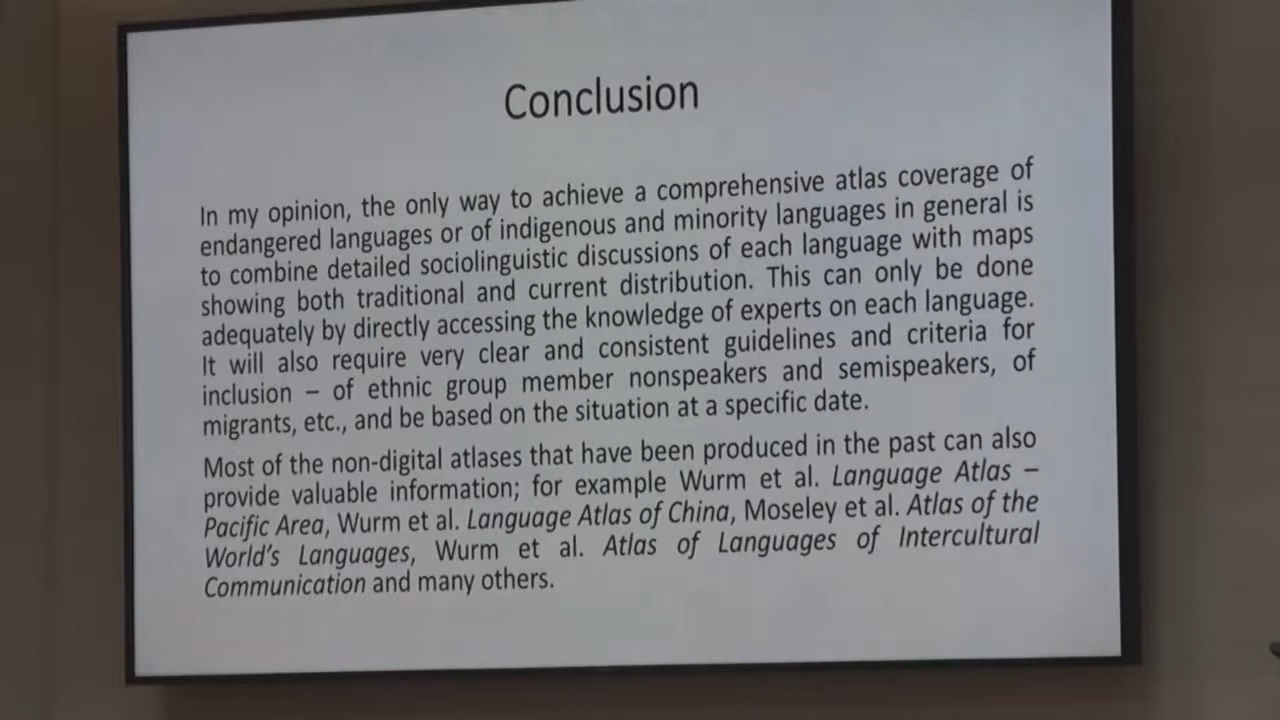 Conclusion
In my opinion, the only way to achieve a comprehensive atlas coverage of
endangered languages or of indigenous and minority languages in general is
to combine detailed sociolinguistic discussions of each language with maps
showing both traditional and current distribution. This can only be done
adequately by directly accessing the knowledge of experts on each language.
It will also require very clear and consistent guidelines and criteria for
inclusion – of ethnic group member nonspeakers and semispeakers, of
migrants, etc., and be based on the situation at a specific date.
Most of the non-digital atlases that have been produced in the past can also
provide valuable information; for example Wurm et al. Language Atlas –
Pacific Area, Wurm et al. Language Atlas of China, Moseley et al. Atlas of the
World's Languages, Wurm et al. Atlas of Languages of Intercultural
Communication and many others.